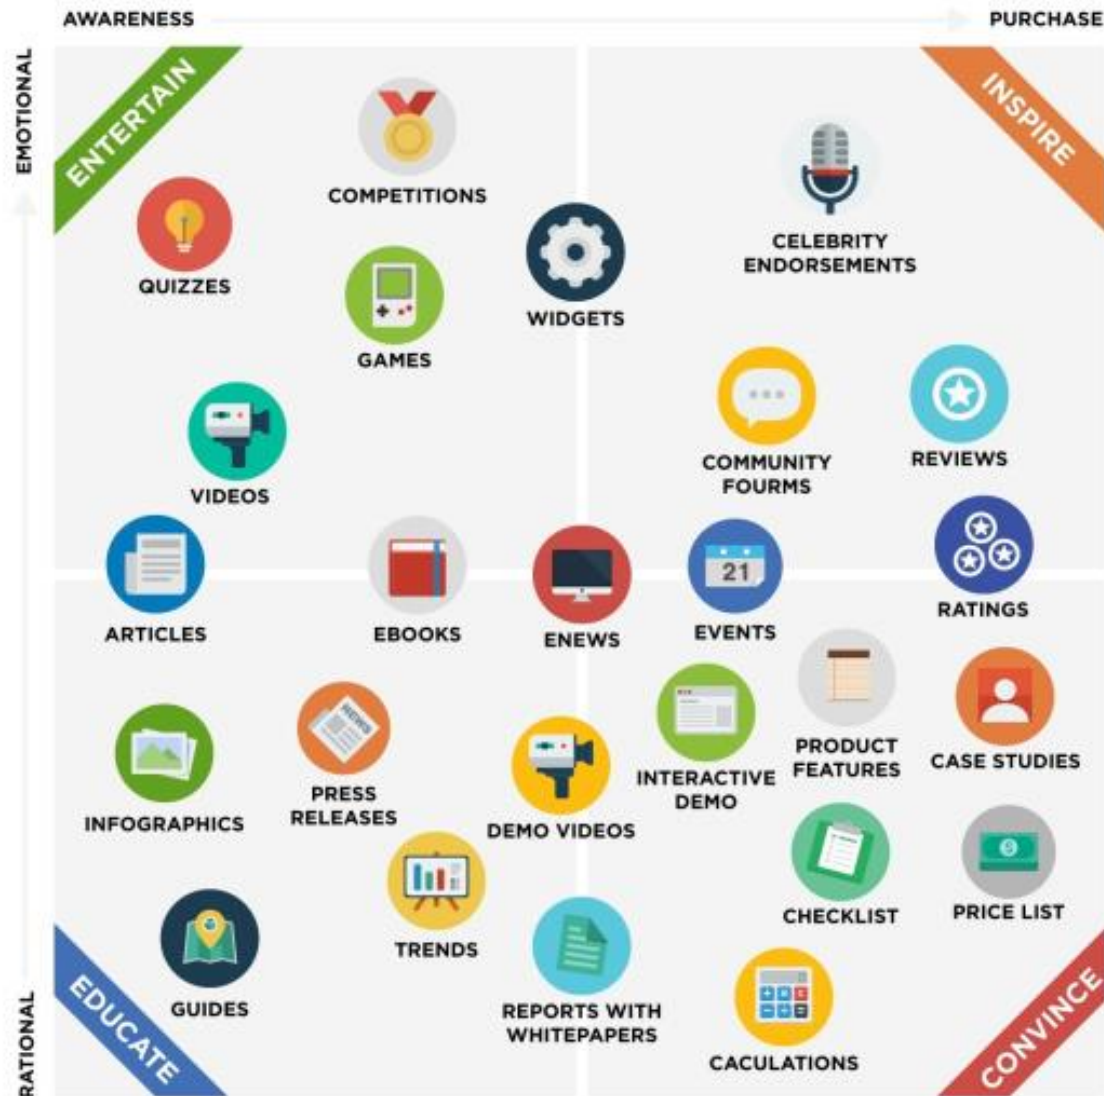 AWARENESS
PURCHASE
EMOTIONAL
ENTERTAIN
INSPIRE
COMPETITIONS
CELEBRITY
ENDORSEMENTS
QUIZZES
WIDGETS
GAMES
COMMUNITY
FOURMS
REVIEWS
VIDEOS
21
ARTICLES
EBOOKS
ENEWS
EVENTS
RATINGS
NEWS
PRESS
RELEASES
INFOGRAPHICS
DEMO VIDEOS
INTERACTIVE
DEMO
PRODUCT
FEATURES
CASE STUDIES
TRENDS
CHECKLIST
PRICE LIST
GUIDES
REPORTS WITH
WHITEPAPERS
CACULATIONS
RATIONAL
EDUCATE
CONVINCE